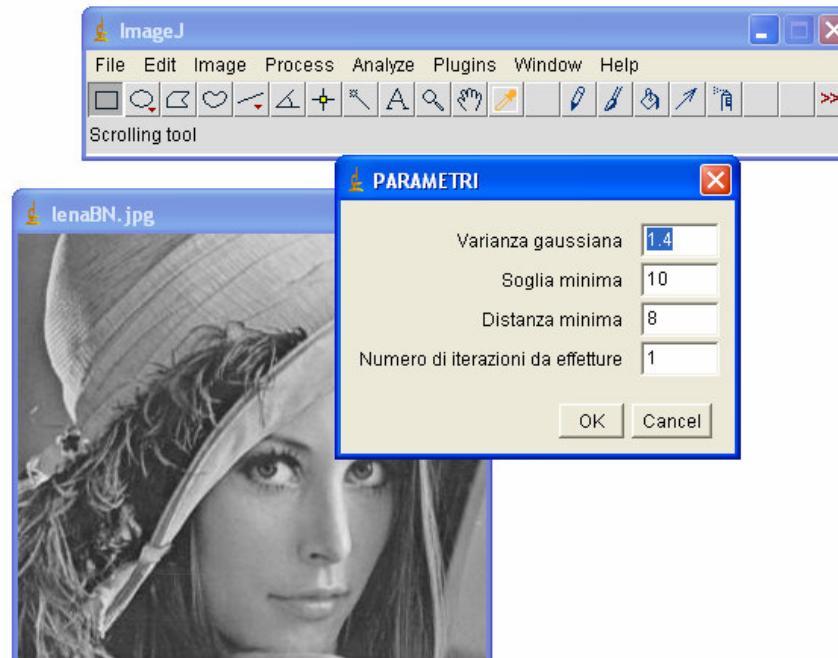 ImageJ
File Edit Image Process Analyze Plugins Window Help
A >>
Scrolling tool
PARAMETRI
lenaBN.jpg
Varianza gaussiana 1.4
Soglia minima 10
Distanza minima 8
Numero di iterazioni da effetture 1
OK Cancel